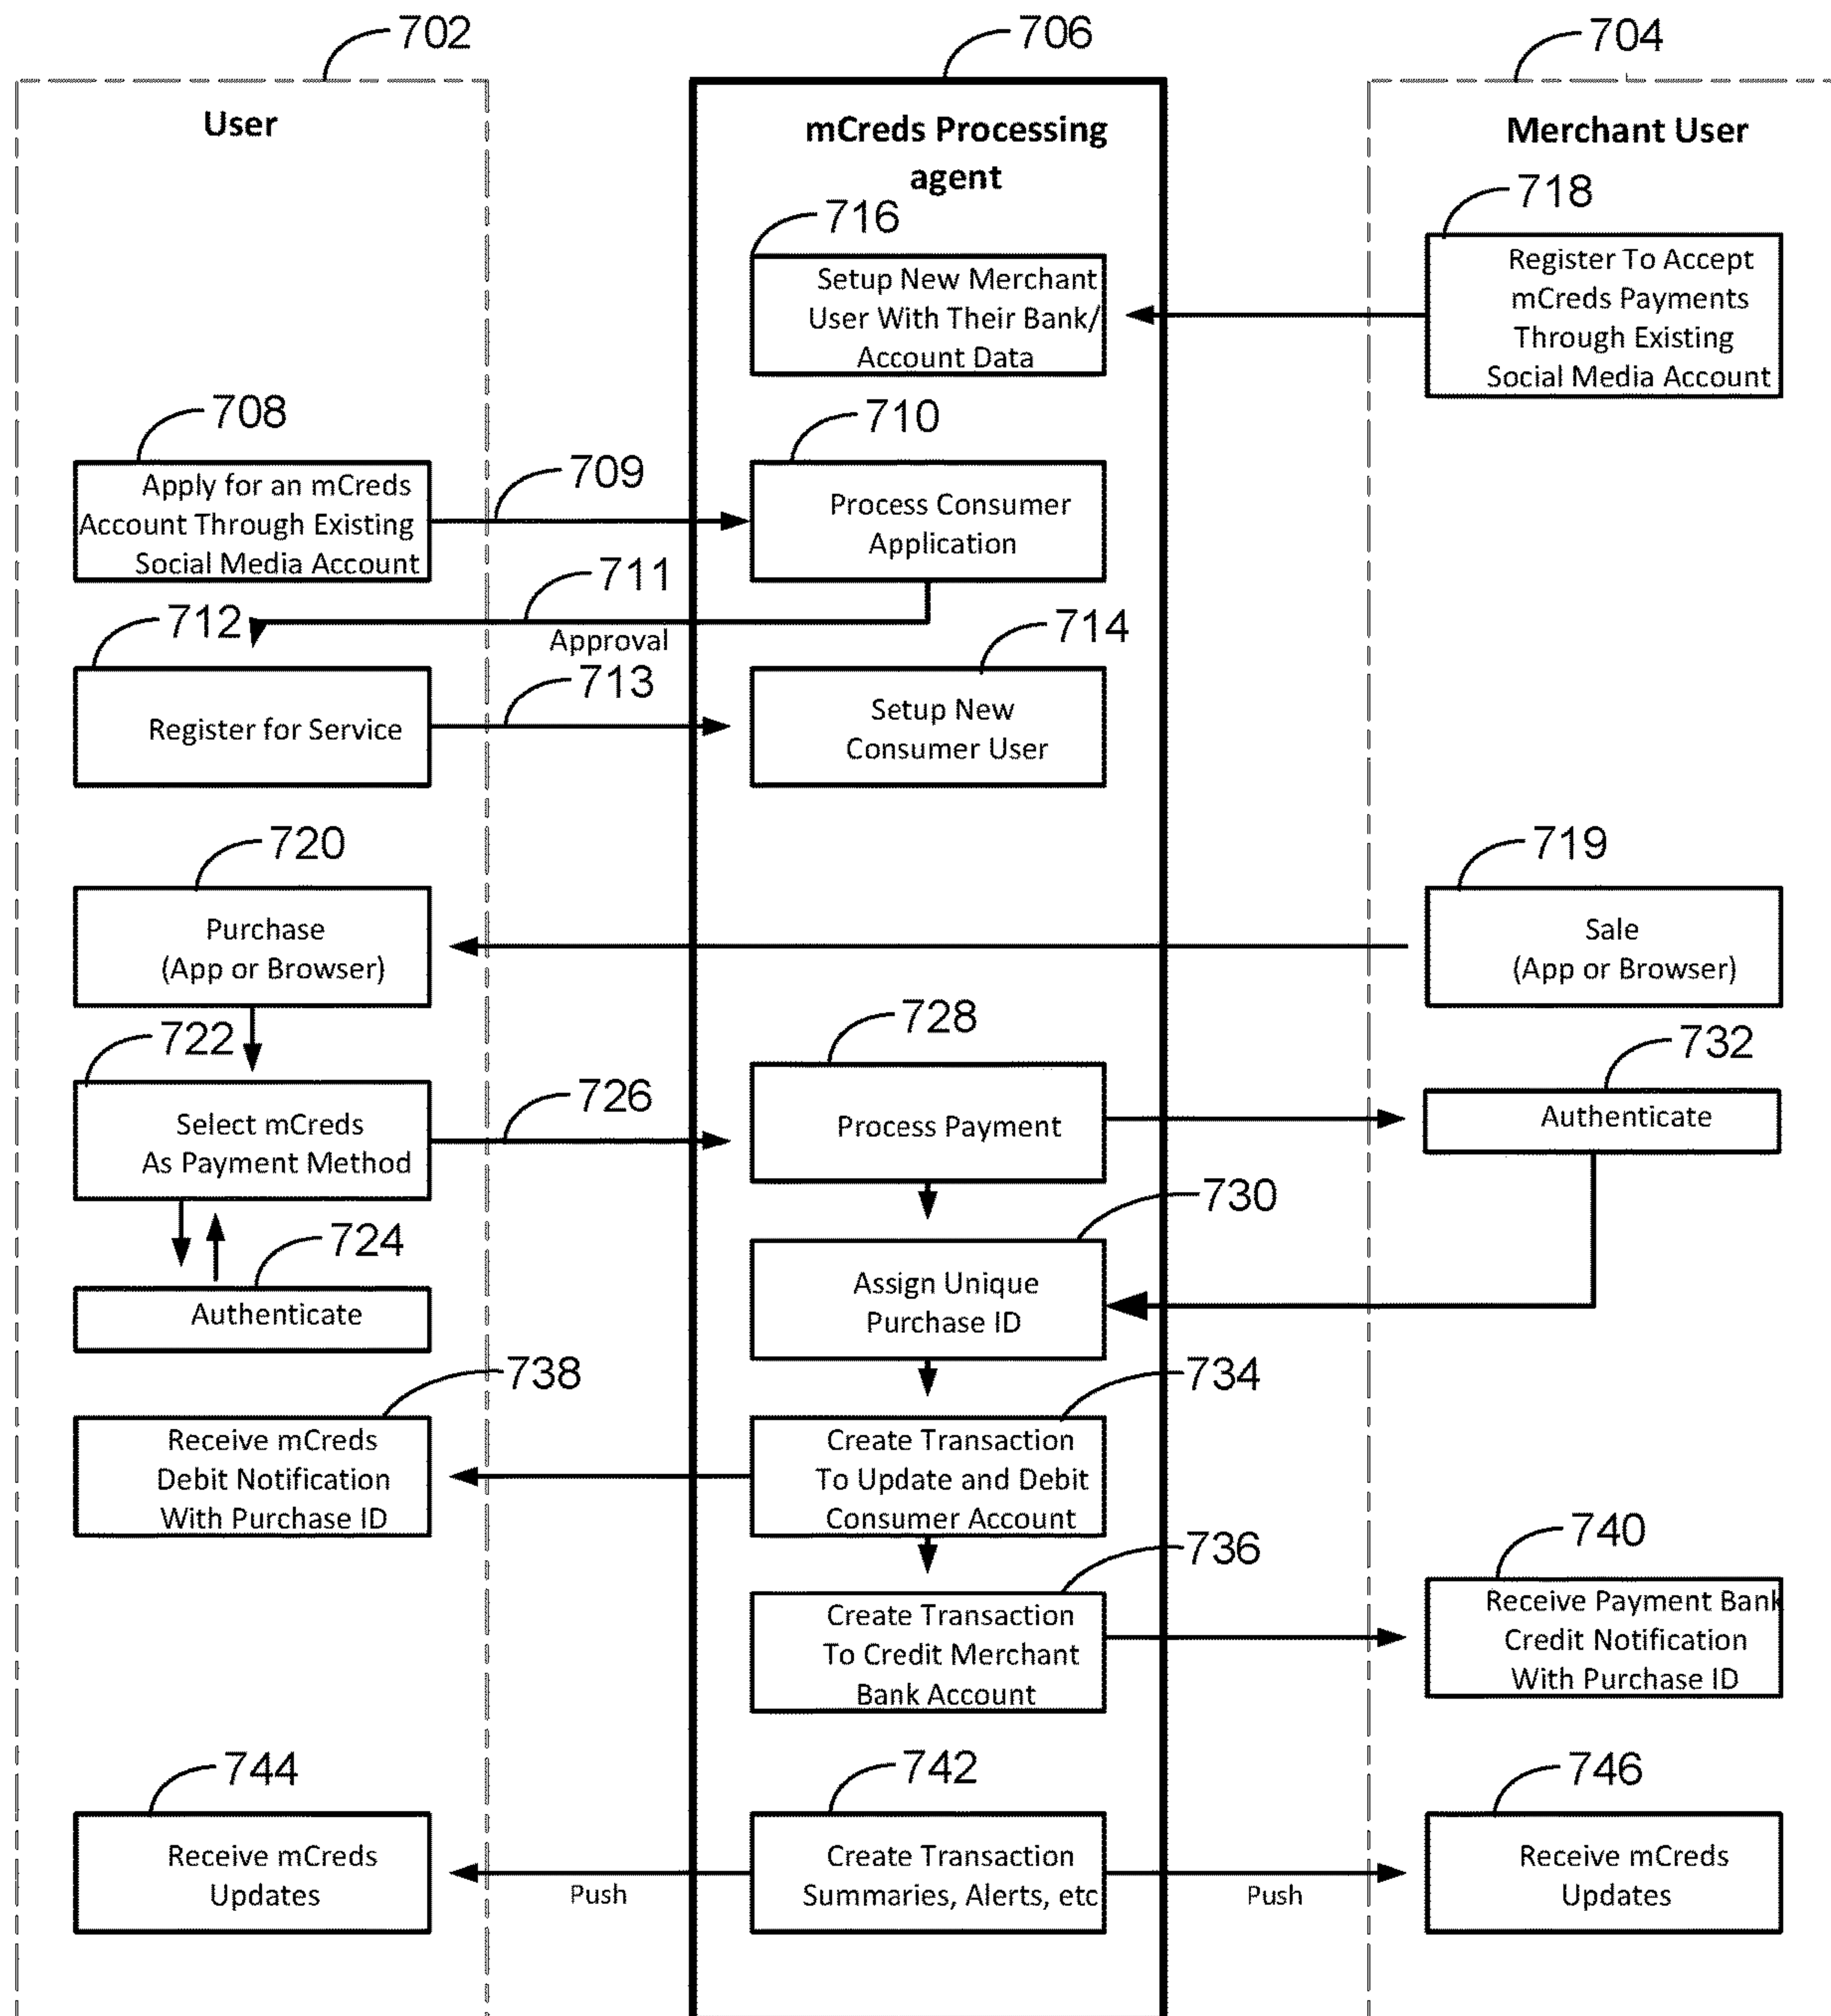 702
706
704
User
mCreds Processing
agent
Merchant User
716
718
Setup New Merchant
User With Their Bank/
Account Data
Register To Accept
mCreds Payments
Through Existing
Social Media Account
708
709
710
Apply for an mCreds
Account Through Existing
Social Media Account
Process Consumer
Application
711
Approval
712
713
714
Register for Service
Setup New
Consumer User
720
719
Purchase
(App or Browser)
Sale
(App or Browser)
722
726
728
732
Select mCreds
As Payment Method
Process Payment
Authenticate
724
730
Authenticate
Assign Unique
Purchase ID
738
734
Receive mCreds
Debit Notification
With Purchase ID
Create Transaction
To Update and Debit
Consumer Account
736
740
Create Transaction
To Credit Merchant
Bank Account
Receive Payment Bank
Credit Notification
With Purchase ID
744
742
746
Receive mCreds
Updates
Push
Create Transaction
Summaries, Alerts, etc
Push
Receive mCreds
Updates